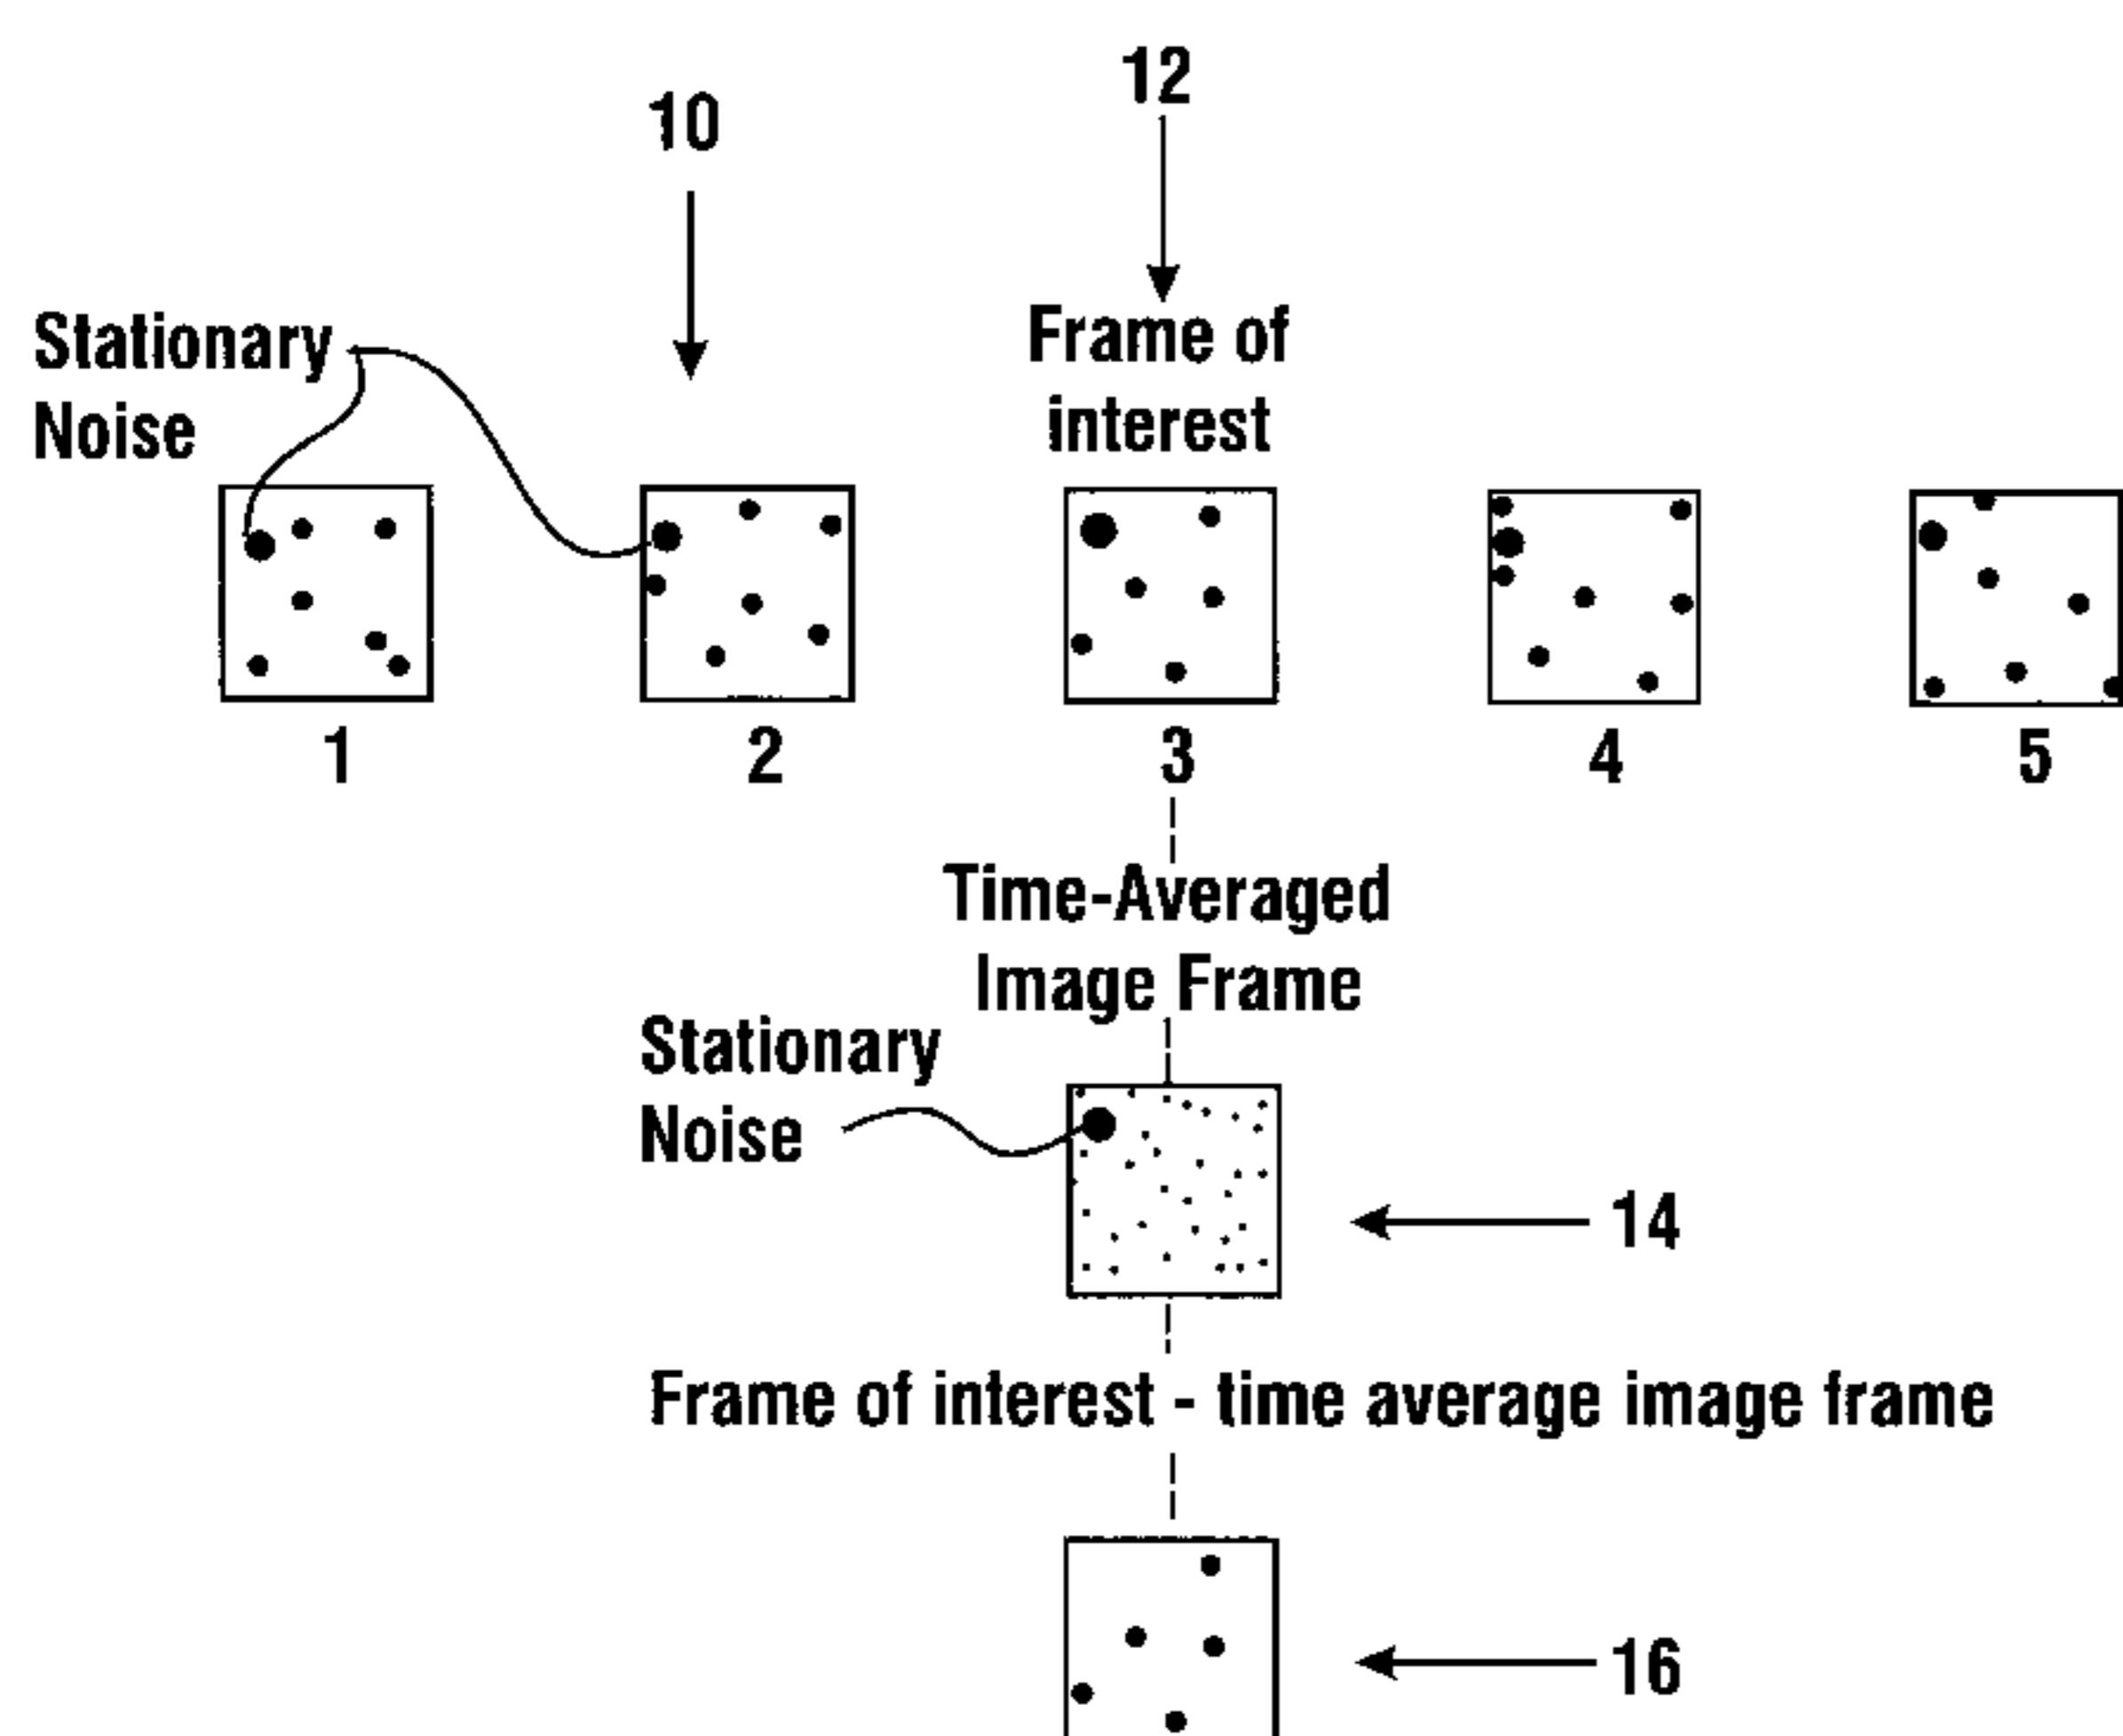 12
10
Frame of
interest
Stationary
Noise
1 2 3 4 5
Time-Averaged
Image Frame
Stationary
Noise
14
Frame of interest - time average image frame
16